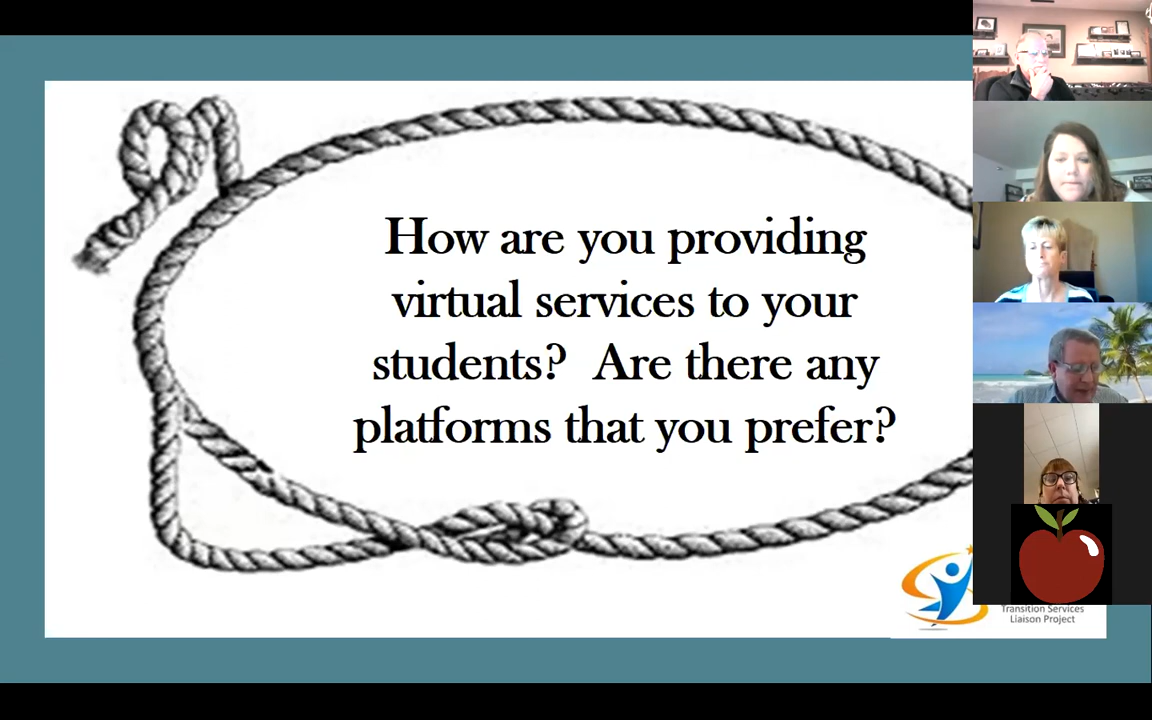 How are you providing
virtual services to your
students? Are there any
platforms that you prefer?
Transition Services
Liaison Project